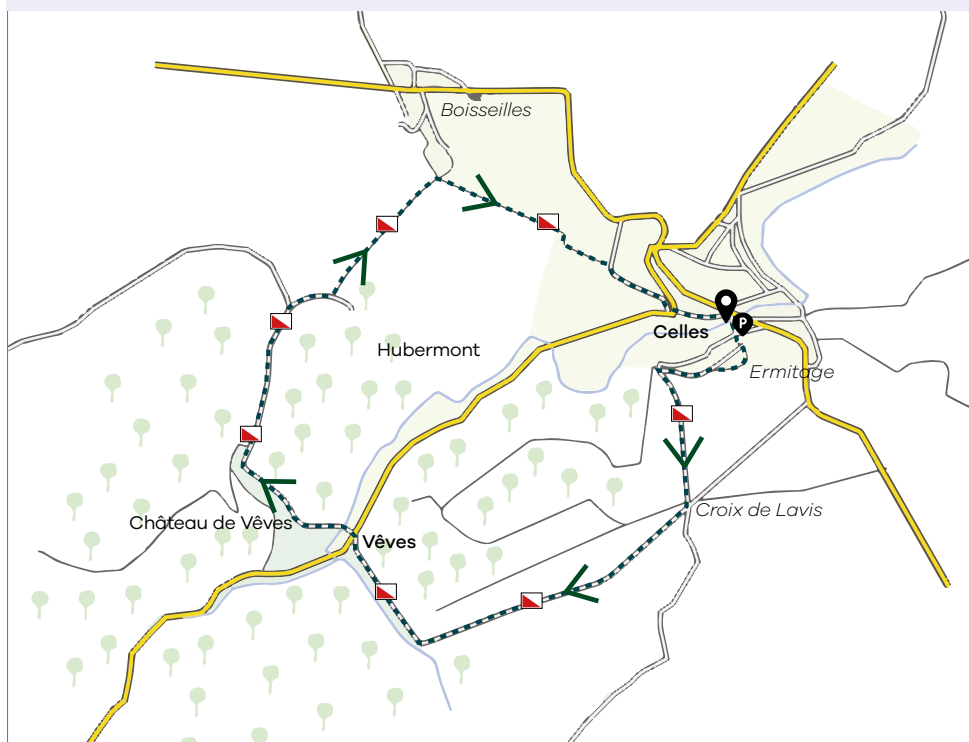 Boisseilles
Celles
P
Hubermont
Ermitage
Croix de Lavis
Château de Vêves
Vêves